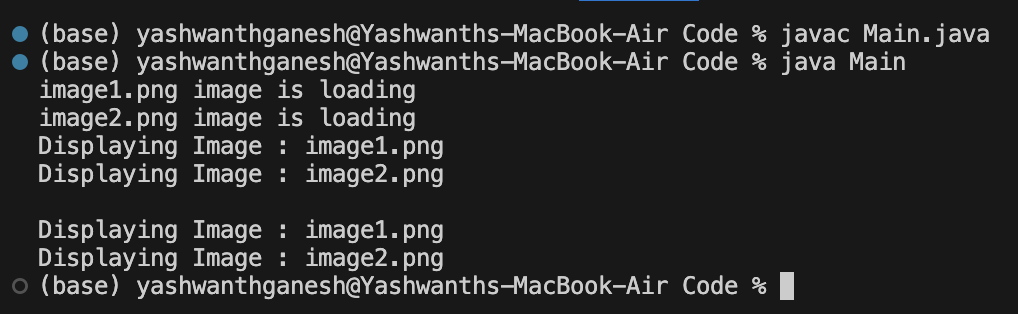 (base) yashwanthganesh@Yashwanths-MacBook-Air Code % javac Main.java
(base) yashwanthganesh@Yashwanths-MacBook-Air Code % java Main
image1.png image is loading
image2.png image is loading
Displaying Image : image1.png
Displaying Image : image2.png

Displaying Image : image1.png
Displaying Image : image2.png
(base) yashwanthganesh@Yashwanths-MacBook-Air Code %